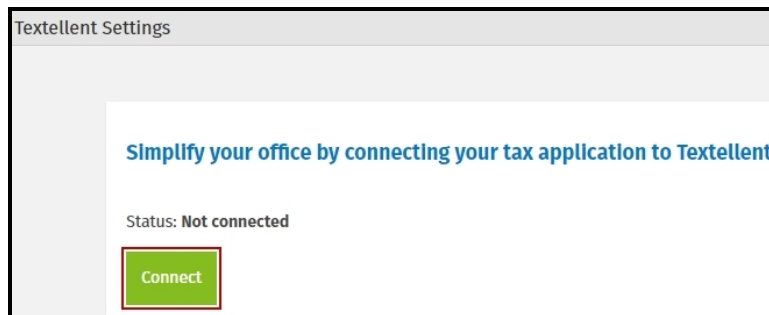 Textellent Settings
Simplify your office by connecting your tax application to Textellent
Status: Not connected
Connect